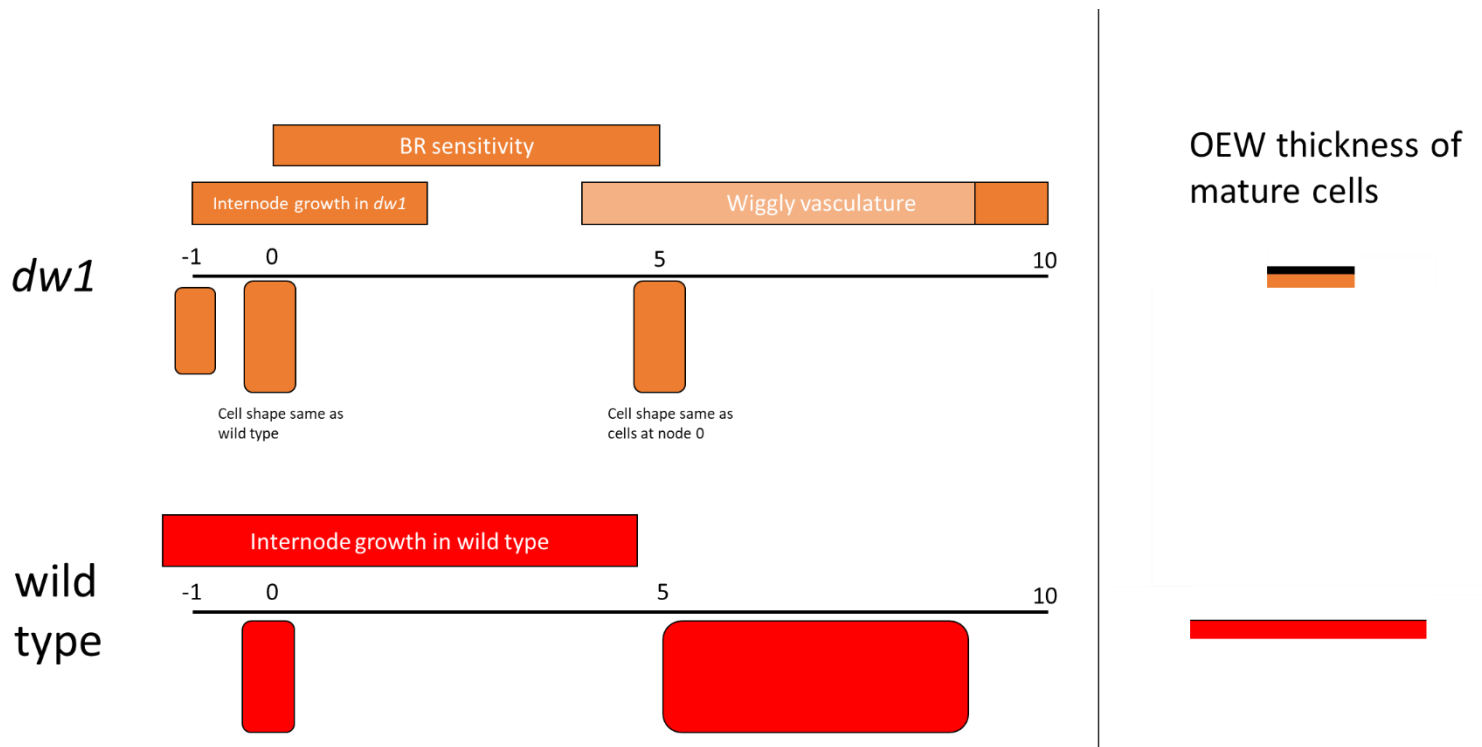 BR sensitivity
Internode growth in dw1
Wiggly vasculature
OEW thickness of
mature cells
dw1
-1
0
5
10
Cell shape same as
wild type
Cell shape same as
cells at node 0
Internode growth in wild type
wild
type
-1
0
5
10